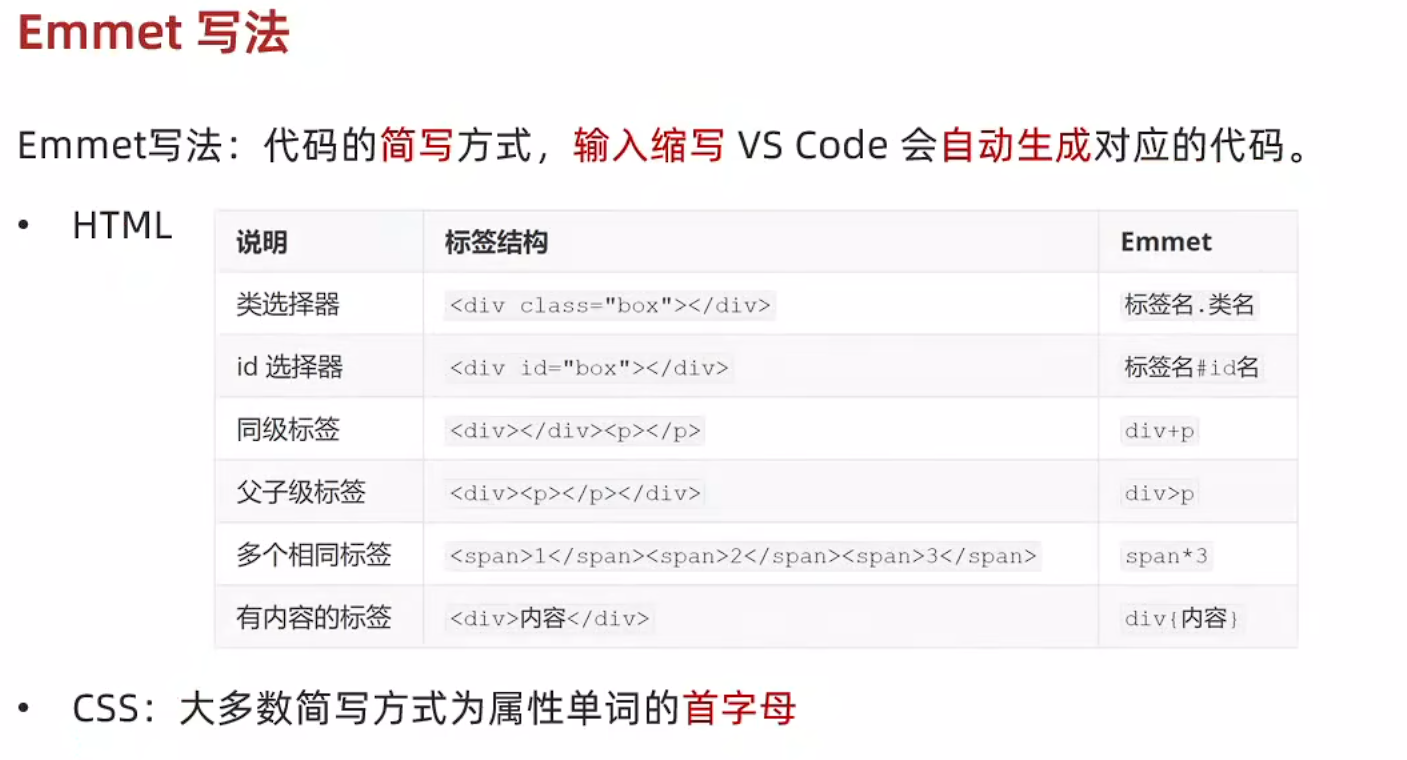 Emmet 写法
Emmet写法：代码的简写方式，输入缩写 VS Code 会自动生成对应的代码。
• HTML
说明 标签结构 Emmet
类选择器 <div class="box"></div> 标签名.类名
id 选择器 <div id="box"></div> 标签名#id名
同级标签 <div></div><p></p> div+p
父子级标签 <div><p></p></div> div>p
多个相同标签 <span>1</span><span>2</span><span>3</span> span*3
有内容的标签 <div>内容</div> div{内容}
• CSS：大多数简写方式为属性单词的首字母